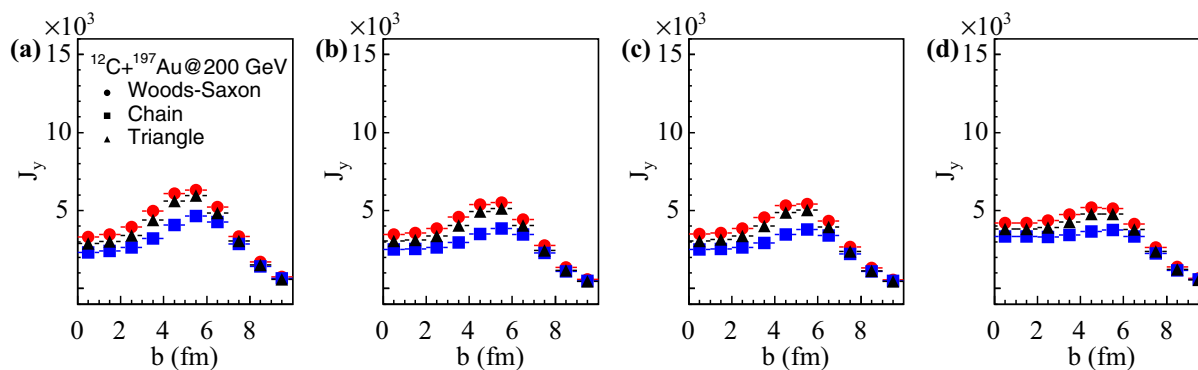 ×10³ ×10³ ×10³ ×10³
(a) (b) (c) (d)
15 15 15 15
¹²C+¹⁹⁷Au@200 GeV
Woods-Saxon
Chain
Triangle
10 10 10 10
J_y J_y J_y J_y
5 5 5 5
0 2 4 6 8 0 2 4 6 8 0 2 4 6 8 0 2 4 6 8
b (fm) b (fm) b (fm) b (fm)